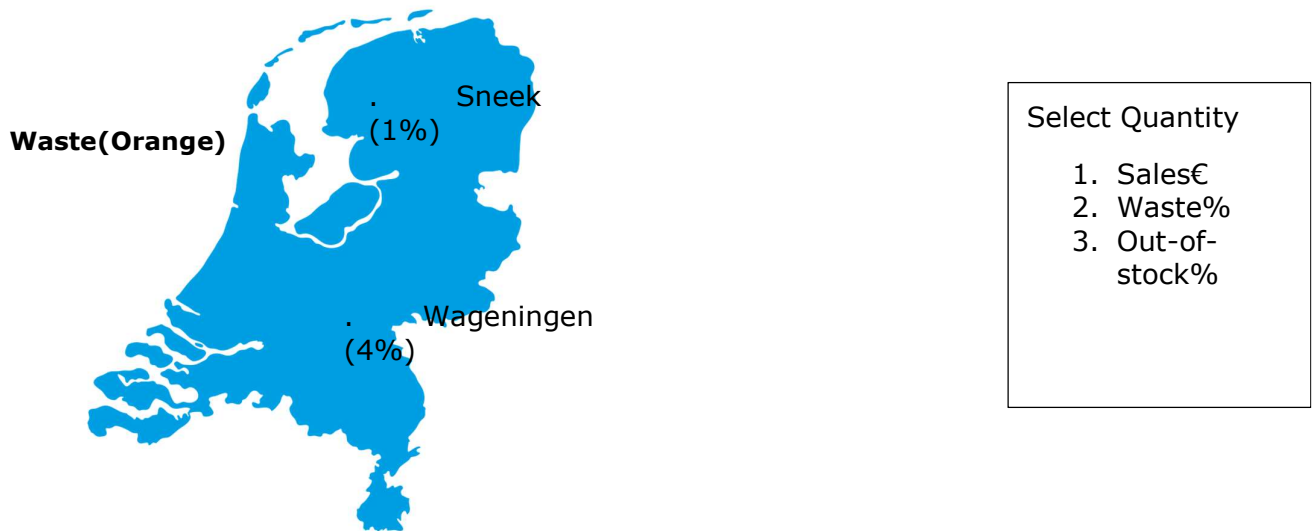 . Sneek
(1%)
Waste(Orange)
. Wageningen
(4%)
Select Quantity
1. Sales€
2. Waste%
3. Out-of-
stock%